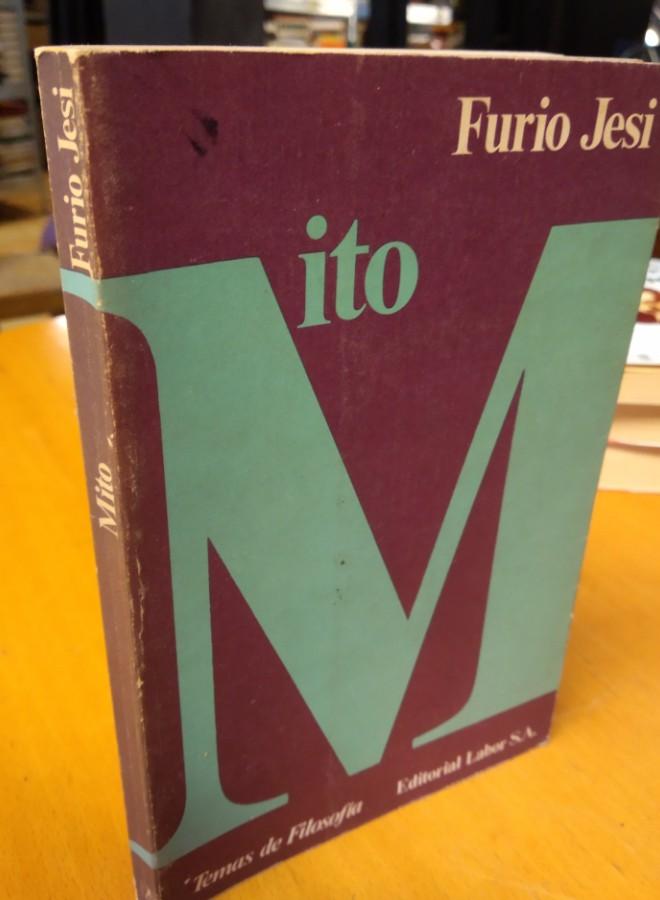 Furio Jesi
Mito
Temas de Filosofía
Editorial Labor S.A.
Furio Jesi
Mito